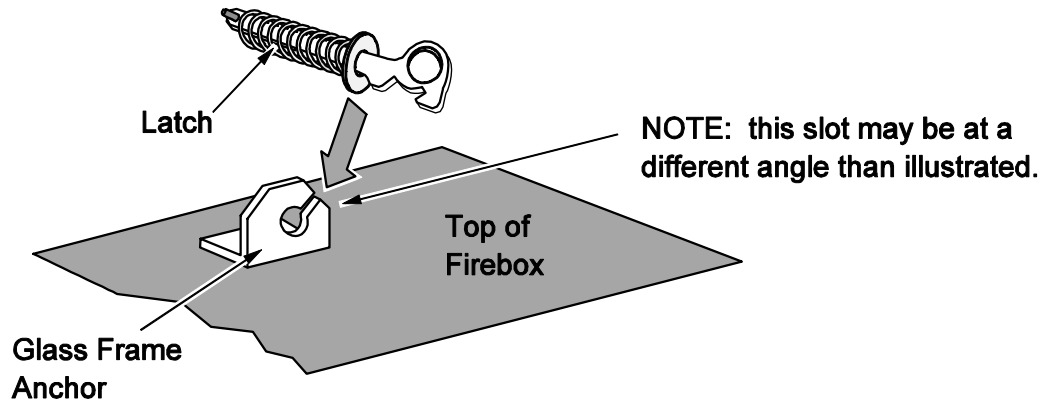 Latch
NOTE:  this slot may be at a
different angle than illustrated.
Top of
Firebox
Glass Frame
Anchor